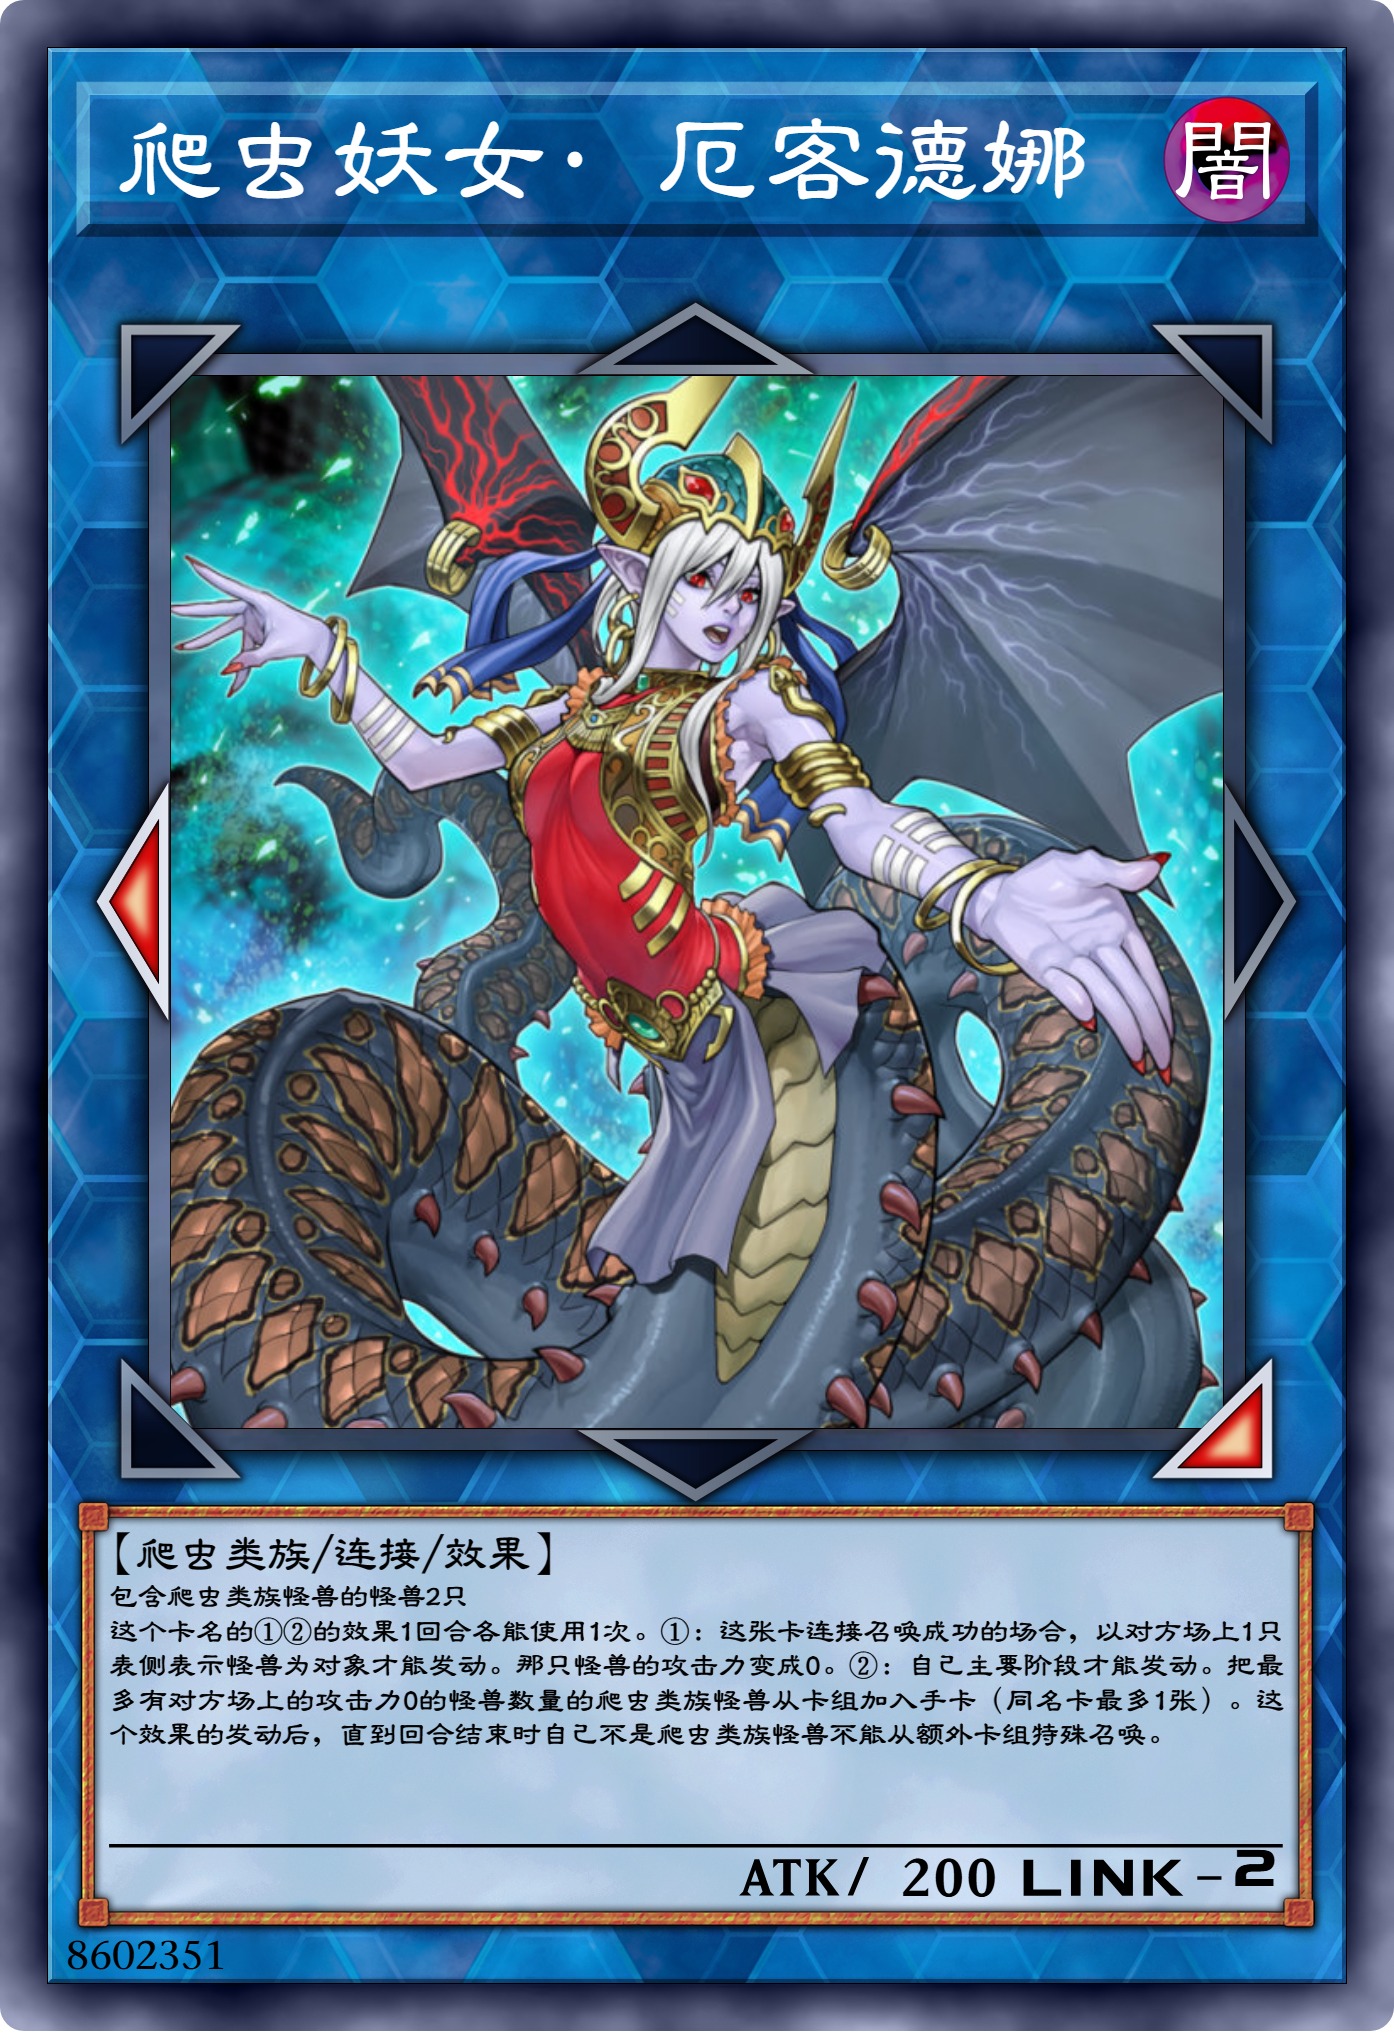 爬虫妖女· 厄客德娜
闇
【爬虫类族/连接/效果】
包含爬虫类族怪兽的怪兽2只
这个卡名的①②的效果1回合各能使用1次。①：这张卡连接召唤成功的场合，以对方场上1只
表侧表示怪兽为对象才能发动。那只怪兽的攻击力变成0。②：自己主要阶段才能发动。把最
多有对方场上的攻击力0的怪兽数量的爬虫类族怪兽从卡组加入手卡（同名卡最多1张）。这
个效果的发动后，直到回合结束时自己不是爬虫类族怪兽不能从额外卡组特殊召唤。
ATK/ 200 LINK-2
8602351